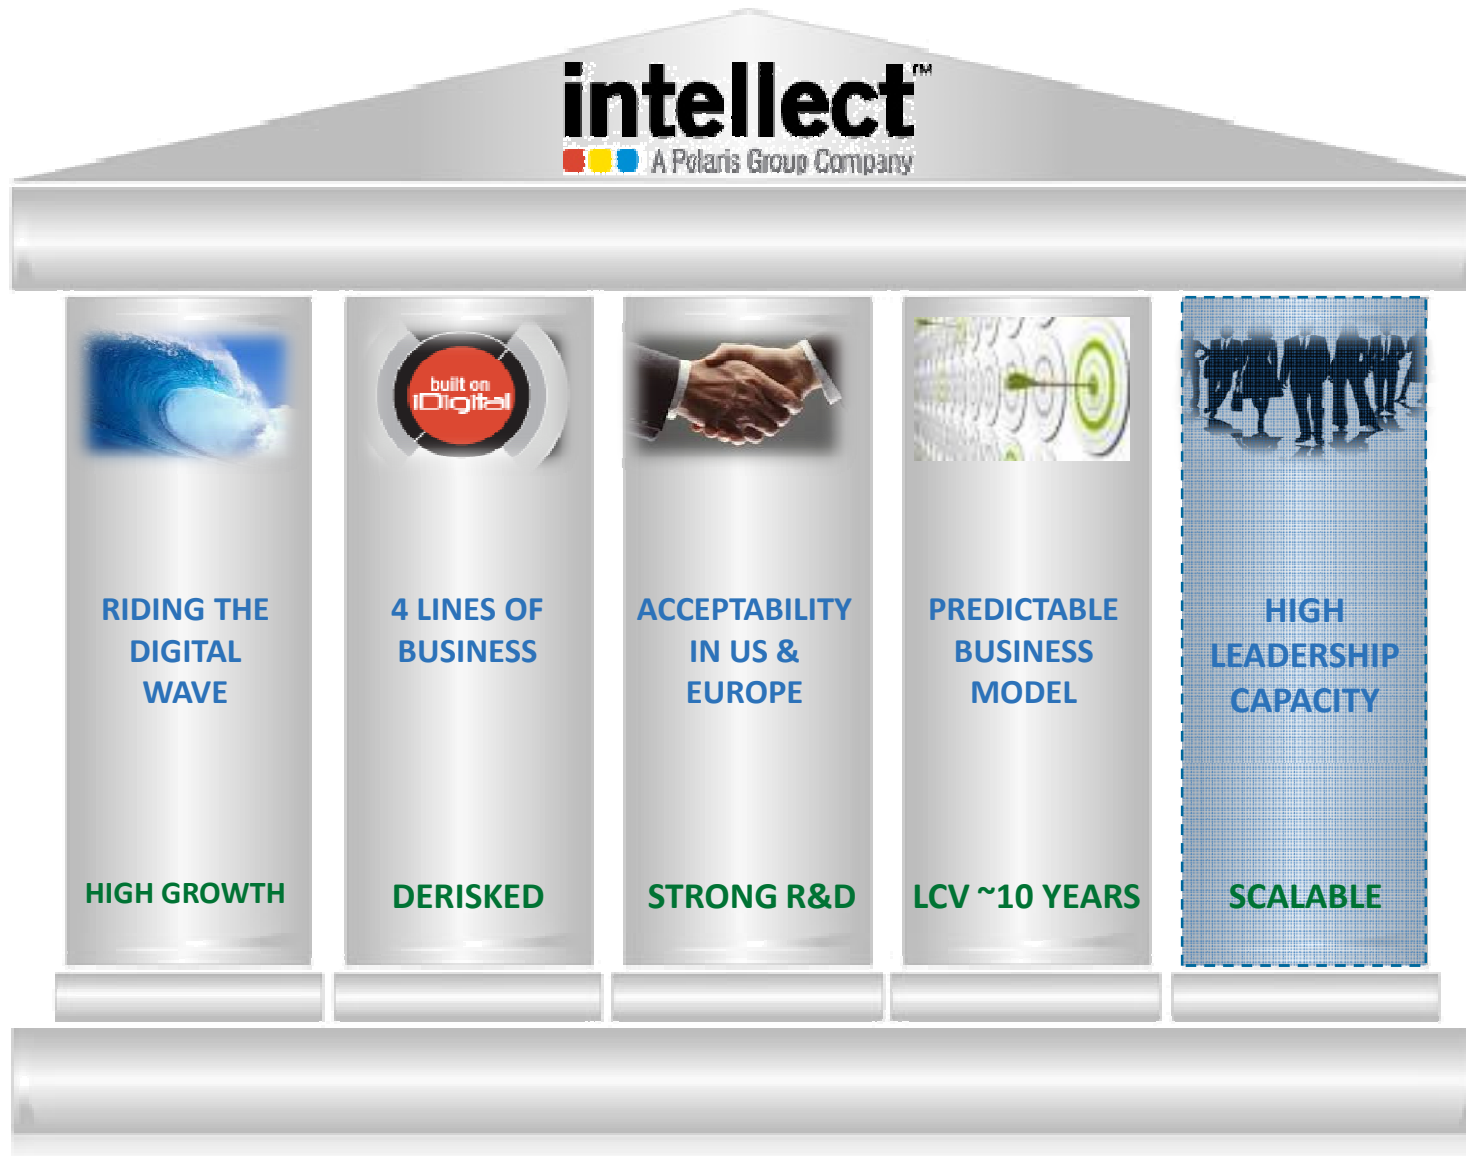 intellect™
A Polaris Group Company
built on
iDigital
RIDING THE
DIGITAL
WAVE
HIGH GROWTH
4 LINES OF
BUSINESS
DERISKED
ACCEPTABILITY
IN US &
EUROPE
STRONG R&D
PREDICTABLE
BUSINESS
MODEL
LCV ~10 YEARS
HIGH
LEADERSHIP
CAPACITY
SCALABLE